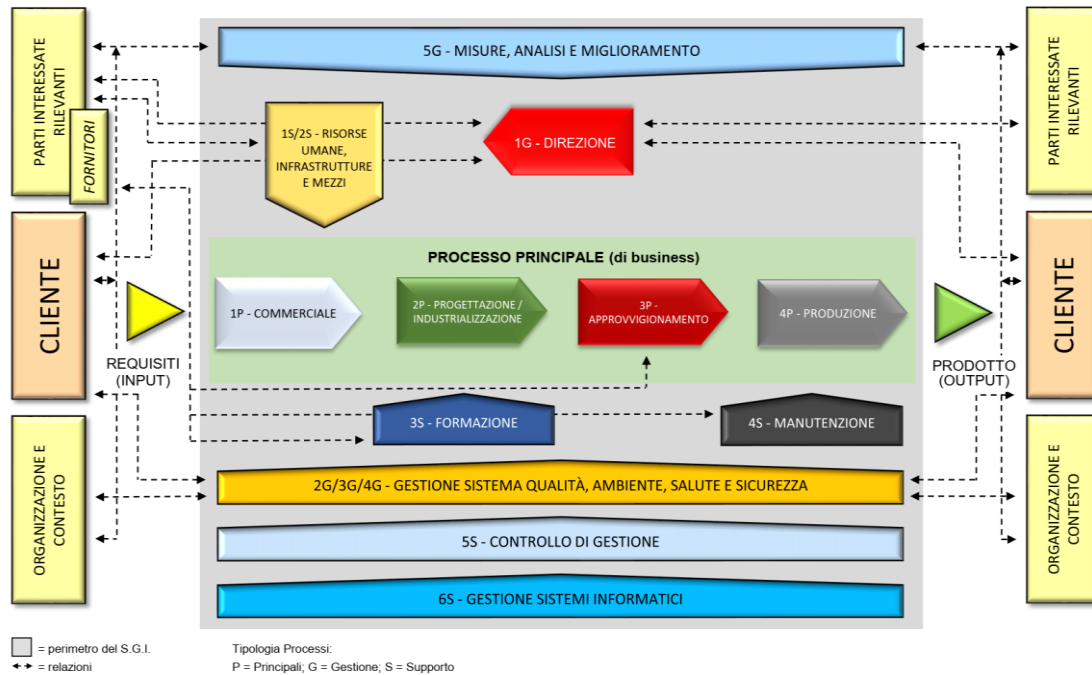 PARTI INTERESSATE
RILEVANTI
FORNITORI
CLIENTE
ORGANIZZAZIONE E
CONTESTO
REQUISITI
(INPUT)
5G - MISURE, ANALISI E MIGLIORAMENTO
1S/2S - RISORSE
UMANE,
INFRASTRUTTURE
E MEZZI
1G - DIREZIONE
PROCESSO PRINCIPALE (di business)
1P - COMMERCIALE
2P - PROGETTAZIONE /
INDUSTRIALIZZAZIONE
3P -
APPROVVIGIONAMENTO
4P - PRODUZIONE
3S - FORMAZIONE
4S - MANUTENZIONE
2G/3G/4G - GESTIONE SISTEMA QUALITÀ, AMBIENTE, SALUTE E SICUREZZA
5S - CONTROLLO DI GESTIONE
6S - GESTIONE SISTEMI INFORMATICI
PRODOTTO
(OUTPUT)
PARTI INTERESSATE
RILEVANTI
CLIENTE
ORGANIZZAZIONE E
CONTESTO
= perimetro del S.G.I.
= relazioni
Tipologia Processi:
P = Principali; G = Gestione; S = Supporto